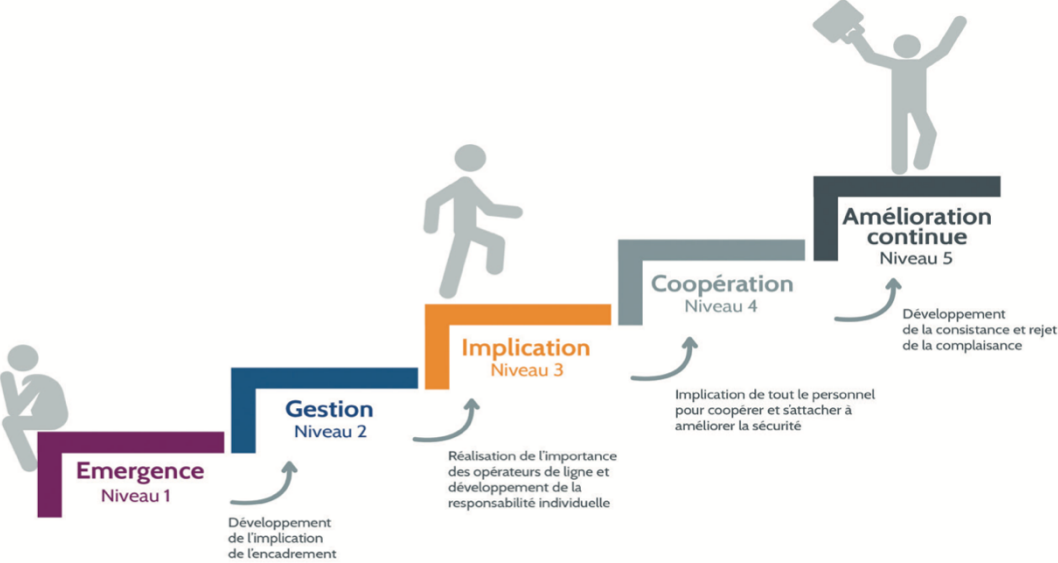 Emergence
Niveau 1
Développement
de l'implication
de l'encadrement
Gestion
Niveau 2
Réalisation de l'importance
des opérateurs de ligne et
développement de la
responsabilité individuelle
Implication
Niveau 3
Implication de tout le personnel
pour coopérer et s'attacher à
améliorer la sécurité
Coopération
Niveau 4
Développement
de la consistance et rejet
de la complaisance
Amélioration
continue
Niveau 5